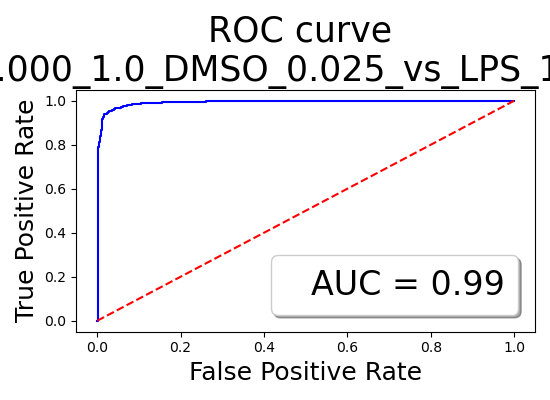 ROC curve
.000_1.0_DMSO_0.025_vs_LPS_1
True Positive Rate
1.0
0.8
0.6
0.4
0.2
0.0
AUC = 0.99
0.0 0.2 0.4 0.6 0.8 1.0
False Positive Rate